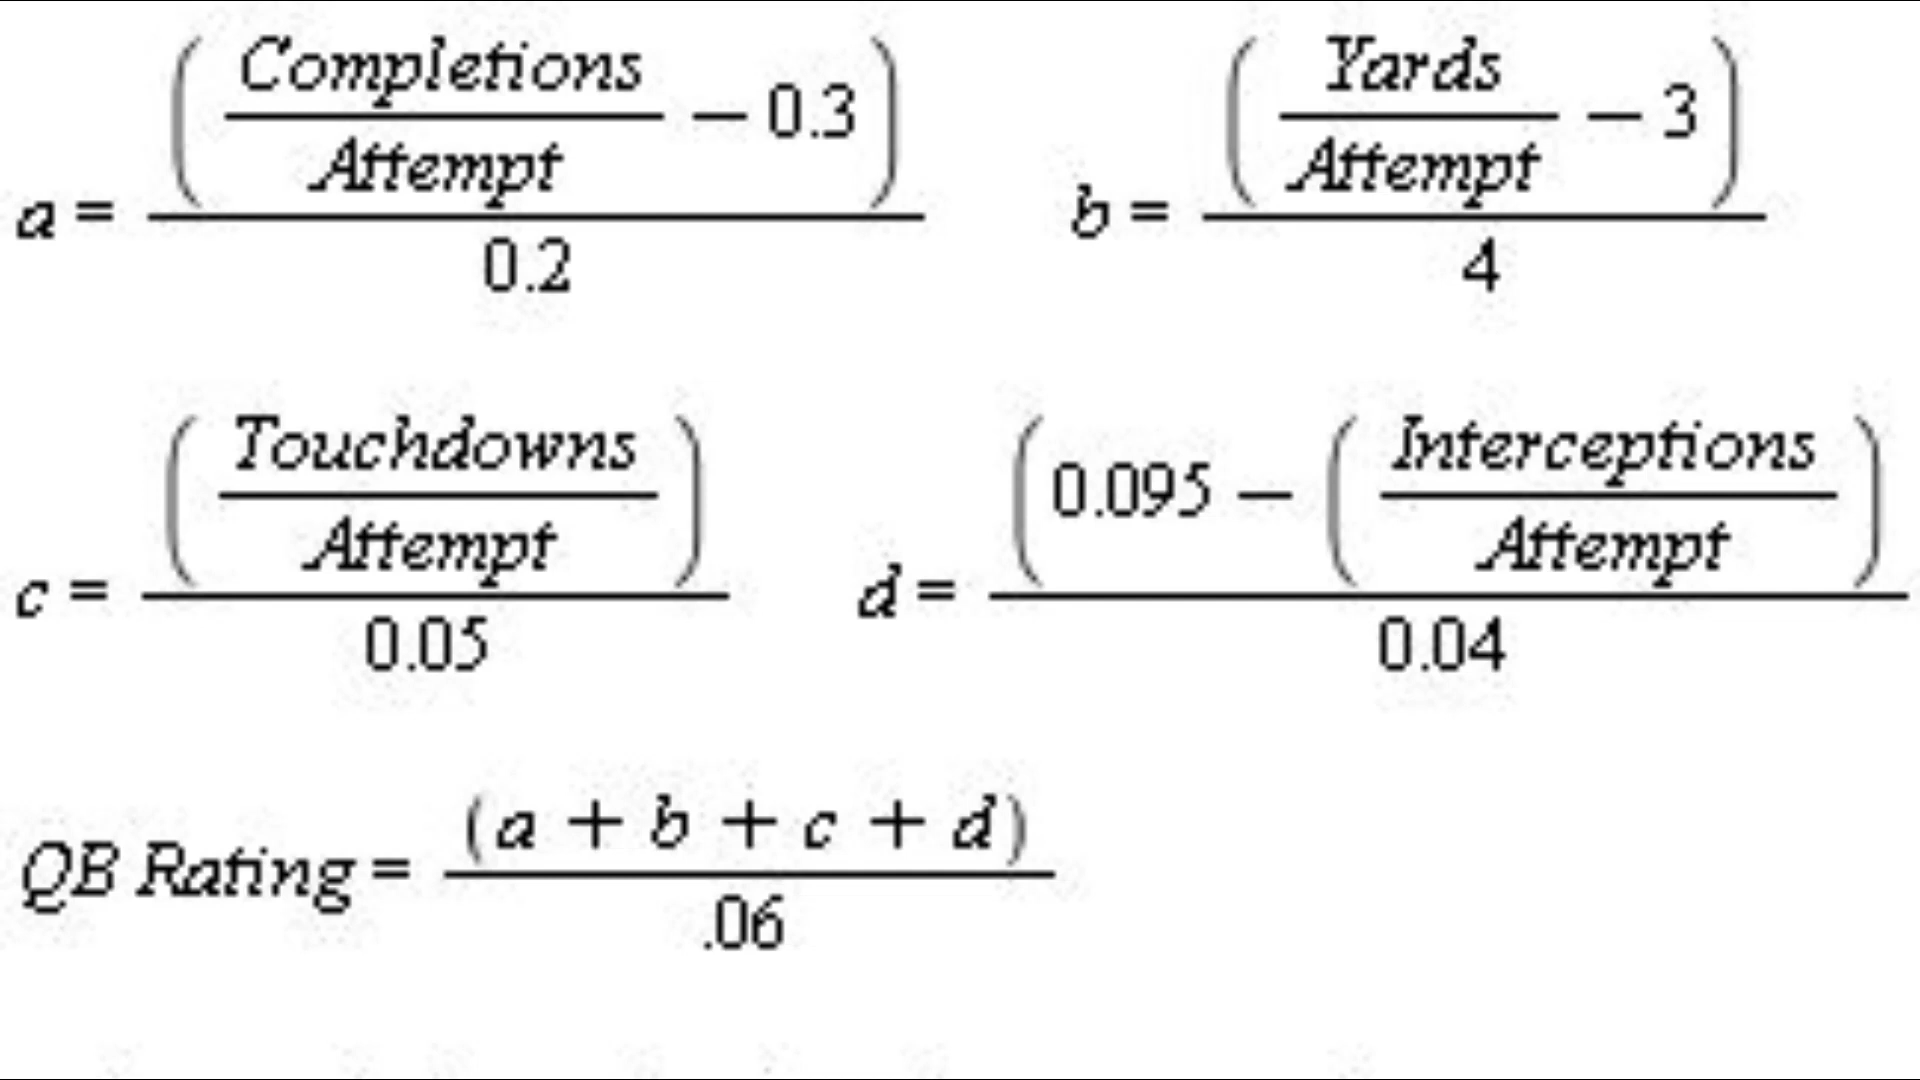 a = ( Completions / Attempt − 0.3 ) / 0.2
b = ( Yards / Attempt − 3 ) / 4
c = ( Touchdowns / Attempt ) / 0.05
d = ( 0.095 − ( Interceptions / Attempt ) / 0.04
QB Rating = (a + b + c + d) / .06